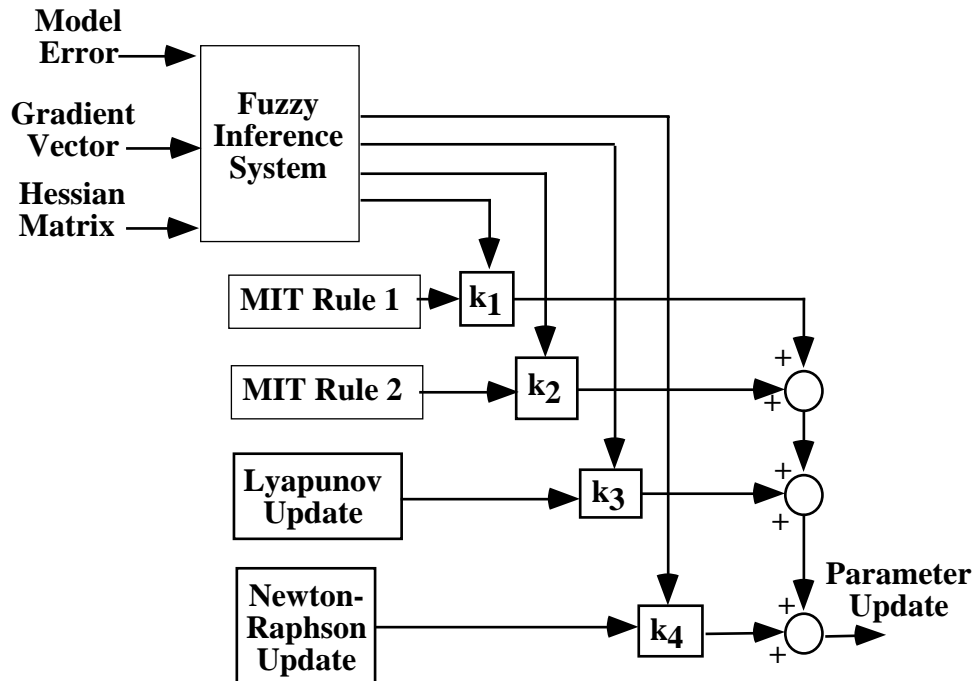 Model
Error
Gradient
Vector
Hessian
Matrix
Fuzzy
Inference
System
MIT Rule 1
k1
+
MIT Rule 2
k2
+
Lyapunov
Update
k3
+
+
Newton-
Raphson
Update
k4
+
+
Parameter
Update